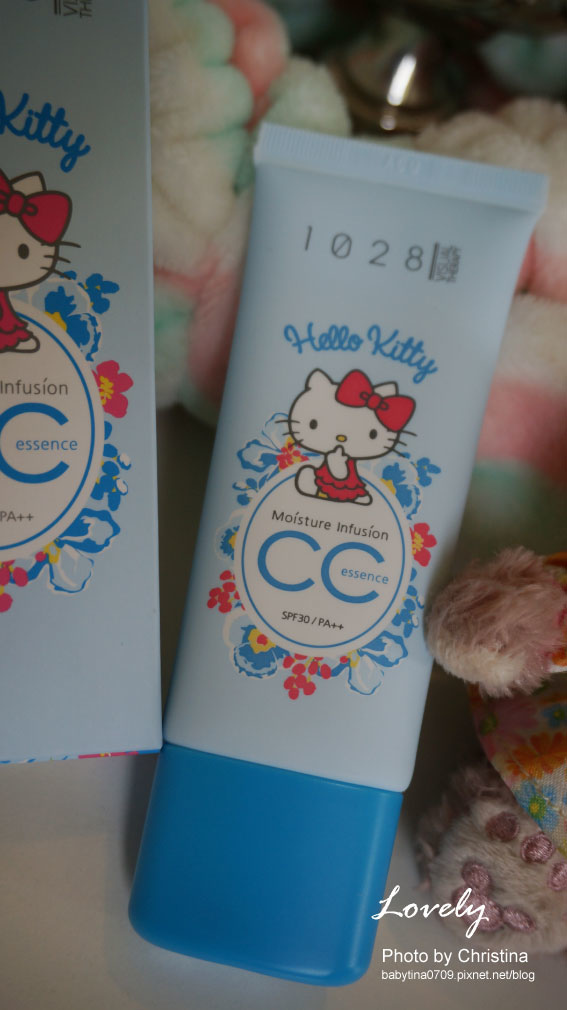 Kitty
Infusion
C
essence
PA++
1028
Hello Kitty
Moisture Infusion
CC
essence
SPF30 / PA++
Lovely
Photo by Christina
babytina0709.pixnet.net/blog